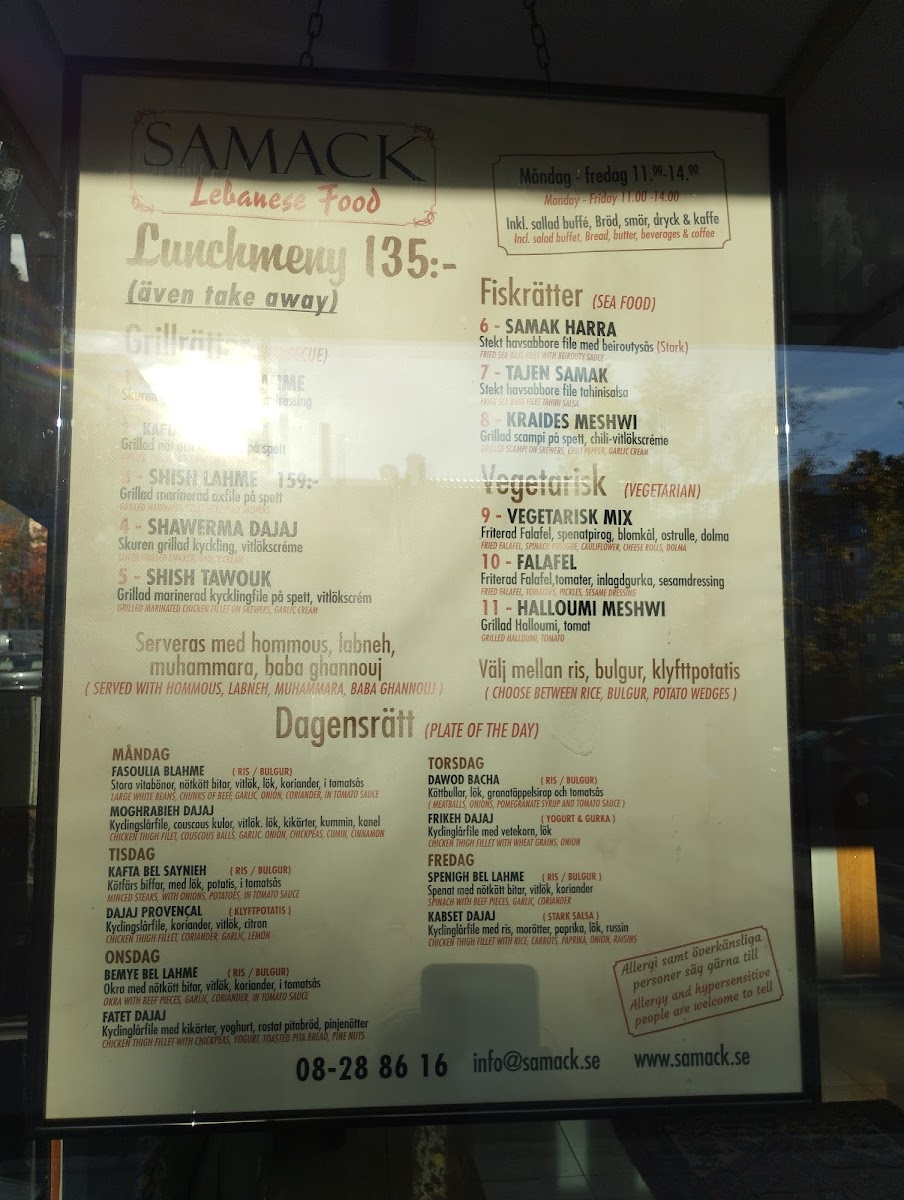 SAMACK
Lebanese Food
Lunchmeny 135:-
(även take away)
Måndag - fredag 11.00-14.00
Monday - Friday 11.00 -14.00
Inkl. sallad buffé, Bröd, smör, dryck & kaffe
Incl. salad buffet, Bread, butter, beverages & coffee
Grillrätter
Skuren
2 -
Grillad på spett
3 - SHISH LAHME 159:-
Grillad marinerad oxfile på spett
4 - SHAWERMA DAJAJ
Skuren grillad kyckling, vitlökscréme
5 - SHISH TAWOUK
Grillad marinerad kycklingfile på spett, vitlökscrém
GRILLED MARINATED CHICKEN FILLET ON SKEWERS, GARLIC CREAM
Serveras med hommous, labneh,
muhammara, baba ghannouj
( SERVED WITH HOMMOUS, LABNEH, MUHAMMARA, BABA GHANNOUJ )
Fiskrätter (SEA FOOD)
6 - SAMAK HARRA
Stekt havsabbore file med beiroutysås (Stark)
FRIED SEA BASS FILET WITH BEIROUTY SAUCE
7 - TAJEN SAMAK
Stekt havsabbore file tahinisalsa
FRIED SEA BASS FILET TAHINI SALSA
8 - KRAIDES MESHWI
Grillad scampi på spett, chili-vitlökscréme
GRILLED SCAMPI ON SKEWERE, CHILI PEPPER, GARLIC CREAM
Vegetarisk (VEGETARIAN)
9 - VEGETARISK MIX
Friterad Falafel, spenatpirog, blomkål, ostrulle, dolma
FRIED FALAFEL, SPINACH PIROGUE, CAULIFLOWER, CHEESE ROLLS, DOLMA
10 - FALAFEL
Friterad Falafel,tomater, inlagdgurka, sesamdressing
FRIED FALAFEL, TOMATOES, PICKLES, SESAME DRESSING
11 - HALLOUMI MESHWI
Grillad Halloumi, tomat
GRILLED HALLOUMI, TOMATO
Välj mellan ris, bulgur, klyfttpotatis
( CHOOSE BETWEEN RICE, BULGUR, POTATO WEDGES )
Dagensrätt (PLATE OF THE DAY)
MÅNDAG
FASOULIA BLAHME ( RIS / BULGUR)
Stora vitabönor, nötkött bitar, vitlök, lök, koriander, i tomatsås
LARGE WHITE BEANS, CHUNKS OF BEEF, GARLIC, ONION, CORIANDER, IN TOMATO SAUCE
MOGHRABIEH DAJAJ
Kyclingslårfile, couscous kulor, vitlök. lök, kikärter, kummin, kanel
CHICKEN THIGH FILET, COUSCOUS BALLS, GARLIC. ONION, CHICKPEAS, CUMIN, CINNAMON
TISDAG
KAFTA BEL SAYNIEH ( RIS / BULGUR)
Kötfärs biffar, med lök, potatis, i tomatsås
MINCED STEAKS, WITH ONIONS, POTATOES, IN TOMATO SAUCE
DAJAJ PROVENÇAL ( KLYFTPOTATIS )
Kyclingslårfile, koriander, vitlök, citron
CHICKEN THIGH FILLET, CORIANDER, GARLIC, LEMON
ONSDAG
BEMYE BEL LAHME ( RIS / BULGUR)
Okra med nötkött bitar, vitlök, koriander, i tomatsås
OKRA WITH BEEF PIECES, GARLIC, CORIANDER, IN TOMATO SAUCE
FATET DAJAJ
Kyclinglårfile med kikärter, yoghurt, rostat pitabröd, pinjenötter
CHICKEN THIGH FILLET WITH CHICKPEAS, YOGURT, TOASTED PITA BREAD, PINE NUTS
TORSDAG
DAWOD BACHA ( RIS / BULGUR)
Köttbullar, lök, granatäppelsirap och tomatsås
( MEATBALLS, ONIONS, POMEGRANATE SYRUP AND TOMATO SAUCE )
FRIKEH DAJAJ ( YOGURT & GURKA )
Kyclinglårfile med vetekorn, lök
CHICKEN THIGH FILLET WITH WHEAT GRAINS, ONION
FREDAG
SPENIGH BEL LAHME ( RIS / BULGUR )
Spenat med nötkött bitar, vitlök, koriander
SPINACH WITH BEEF PIECES, GARLIC, CORIANDER
KABSET DAJAJ ( STARK SALSA )
Kyclinglårfile med ris, morötter, paprika, lök, russin
CHICKEN THIGH FILLET WITH RICE, CARROTS, PAPRIKA, ONION, RAISINS
Allergi samt överkänsliga
personer säg gärna till
Allergy and hypersensitive
people are welcome to tell
08-28 86 16 info@samack.se www.samack.se